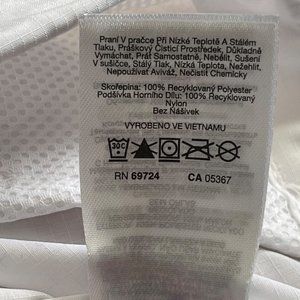 Praní V pračce Při Nízké Teplotě A Stálém
Tlaku, Práškový Čisticí Prostředek, Důkladně
Vymáchat, Prát Samostatně, Nebělit, Sušení
V sušičce, Pály Tlak, Nízká Teplota, Nežehlit,
Nepoužívat Aviváž, Nečistit Chemicky
Skořepina: 100% Recyklovaný Polyester
Podšívka Horního Dílu: 100% Recyklovaný
Nylon
Bez Nášivek
VYROBENO VE VIETNAMU
30C
RN 69724 CA 05367